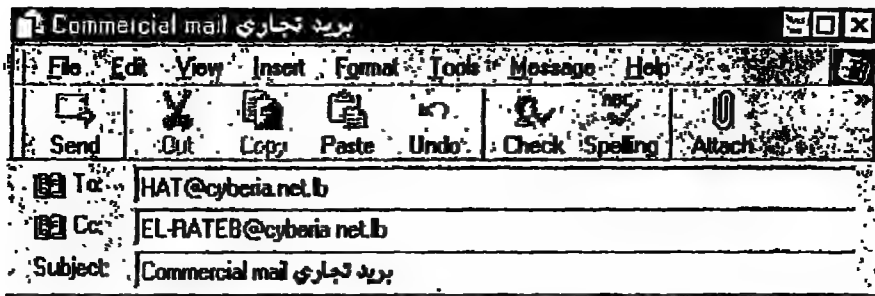 Commercial mail بريد تجاري
File Edit View Insert Format Tools Message Help
Send Cut Copy Paste Undo Check Spelling Attach »
To: HAT@cyberia.net.lb
Cc: EL-RATEB@cyberia.net.lb
Subject: Commercial mail بريد تجاري